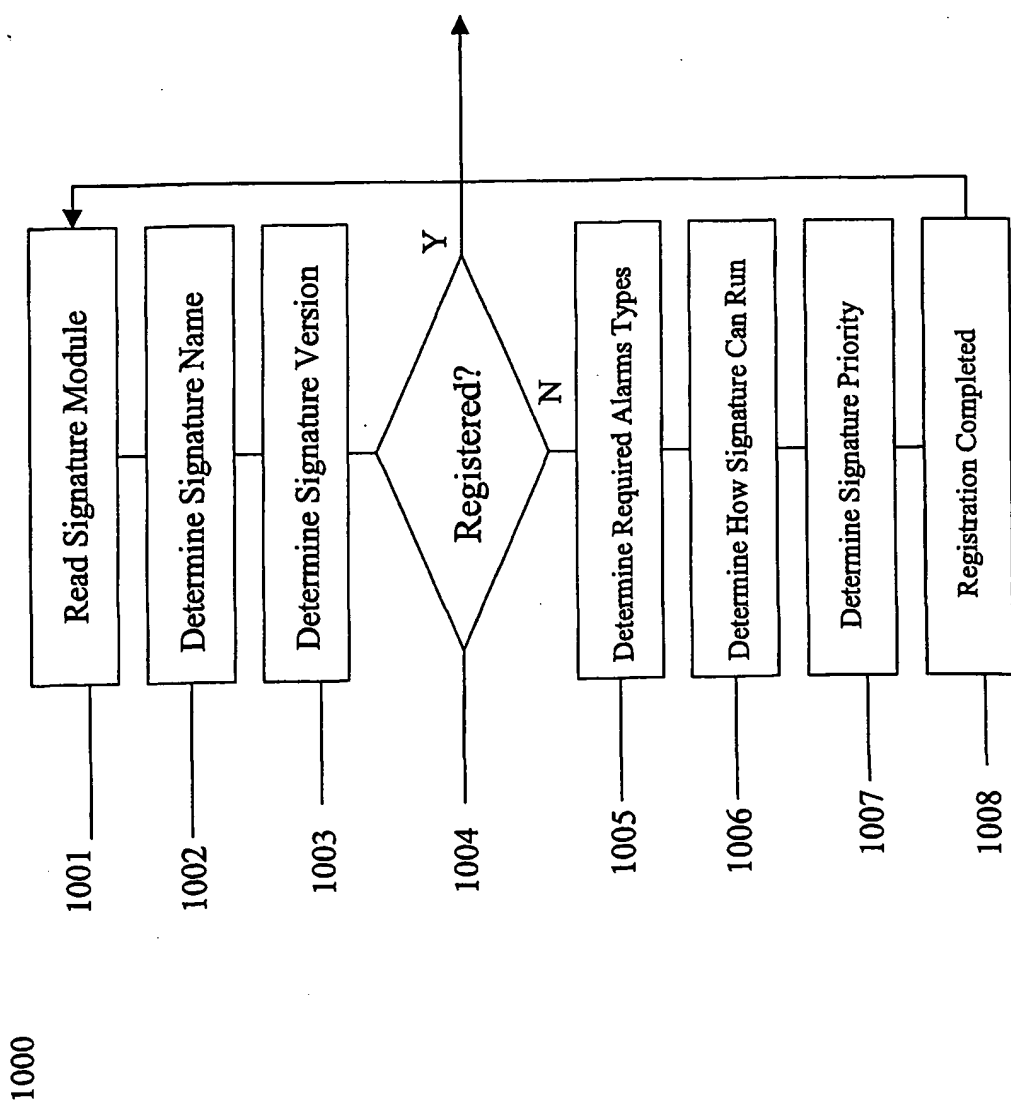 1000
1001
Read Signature Module
1002
Determine Signature Name
1003
Determine Signature Version
1004
Registered?
Y
N
1005
Determine Required Alarms Types
1006
Determine How Signature Can Run
1007
Determine Signature Priority
1008
Registration Completed